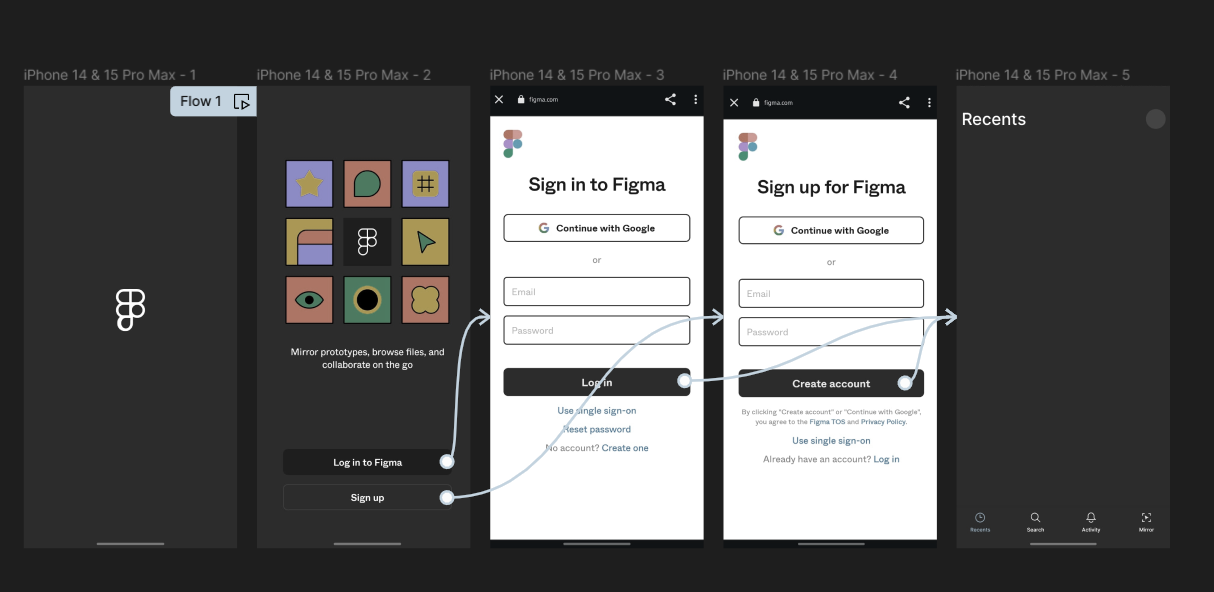 iPhone 14 & 15 Pro Max - 1
Flow 1
iPhone 14 & 15 Pro Max - 2
Mirror prototypes, browse files, and
collaborate on the go
Log in to Figma
Sign up
iPhone 14 & 15 Pro Max - 3
figma.com
Sign in to Figma
Continue with Google
or
Email
Password
Log in
Use single sign-on
Reset password
No account? Create one
iPhone 14 & 15 Pro Max - 4
figma.com
Sign up for Figma
Continue with Google
or
Email
Password
Create account
By clicking "Create account" or "Continue with Google",
you agree to the Figma TOS and Privacy Policy.
Use single sign-on
Already have an account? Log in
iPhone 14 & 15 Pro Max - 5
Recents
Recents
Search
Activity
Mirror